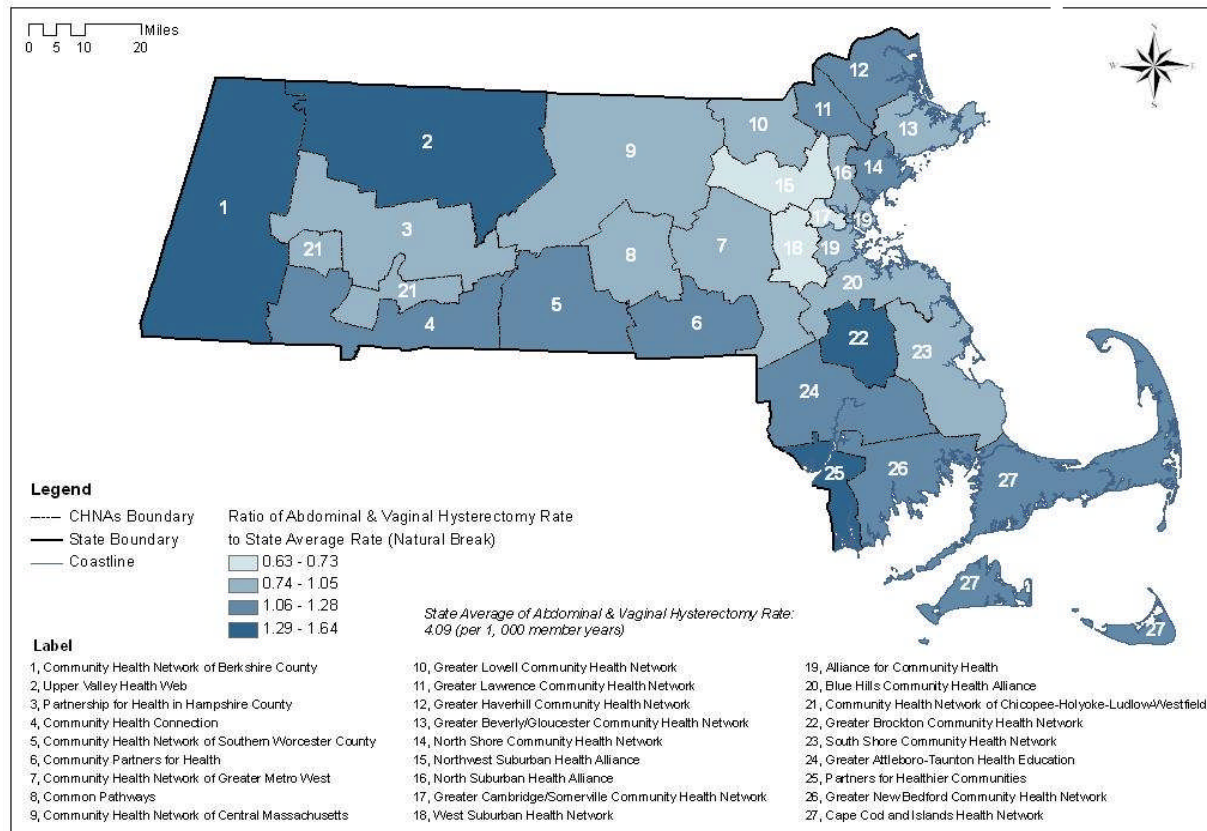 Miles
0 5 10 20
N
W E
S
12
11
10
13
2
9
14
16
15
1
17
19
3
7
18
19
21
8
20
21
5
4
6
22
23
24
25
26
27
27
27
Legend
CHNAs Boundary
State Boundary
Coastline
Ratio of Abdominal & Vaginal Hysterectomy Rate
to State Average Rate (Natural Break)
0.63 - 0.73
0.74 - 1.05
1.06 - 1.28
1.29 - 1.64
State Average of Abdominal & Vaginal Hysterectomy Rate:
4.09 (per 1, 000 member years)
Label
1, Community Health Network of Berkshire County
2, Upper Valley Health Web
3, Partnership for Health in Hampshire County
4, Community Health Connection
5, Community Health Network of Southern Worcester County
6, Community Partners for Health
7, Community Health Network of Greater Metro West
8, Common Pathways
9, Community Health Network of Central Massachusetts
10, Greater Lowell Community Health Network
11, Greater Lawrence Community Health Network
12, Greater Haverhill Community Health Network
13, Greater Beverly/Gloucester Community Health Network
14, North Shore Community Health Network
15, Northwest Suburban Health Alliance
16, North Suburban Health Alliance
17, Greater Cambridge/Somerville Community Health Network
18, West Suburban Health Network
19, Alliance for Community Health
20, Blue Hills Community Health Alliance
21, Community Health Network of Chicopee-Holyoke-Ludlow-Westfield
22, Greater Brockton Community Health Network
23, South Shore Community Health Network
24, Greater Attleboro-Taunton Health Education
25, Partners for Healthier Communities
26, Greater New Bedford Community Health Network
27, Cape Cod and Islands Health Network